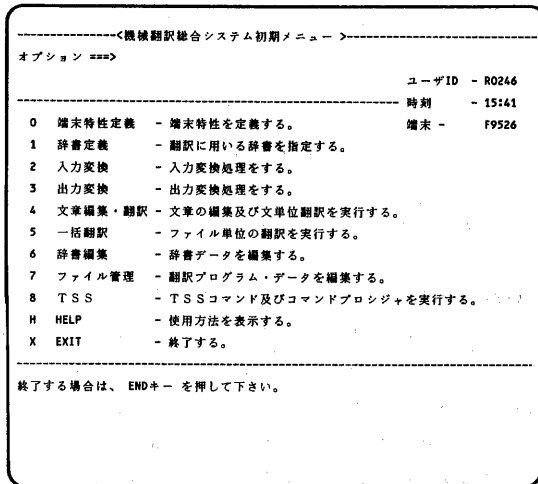 ----------------<機械翻訳総合システム初期メニュー >------------------------------
オプション ===>
ユーザID - R0246
------------------------------------------------------------ 時刻 - 15:41
0 端末特性定義 - 端末特性を定義する。 端末 - F9526
1 辞書定義 - 翻訳に用いる辞書を指定する。
2 入力変換 - 入力変換処理をする。
3 出力変換 - 出力変換処理をする。
4 文章編集・翻訳 - 文章の編集及び文単位翻訳を実行する。
5 一括翻訳 - ファイル単位の翻訳を実行する。
6 辞書編集 - 辞書データを編集する。
7 ファイル管理 - 翻訳プログラム・データを編集する。
8 ＴＳＳ - ＴＳＳコマンド及びコマンドプロシジャを実行する。
H HELP - 使用方法を表示する。
X EXIT - 終了する。
--------------------------------------------------------------------------------
終了する場合は、 ENDキー を押して下さい。